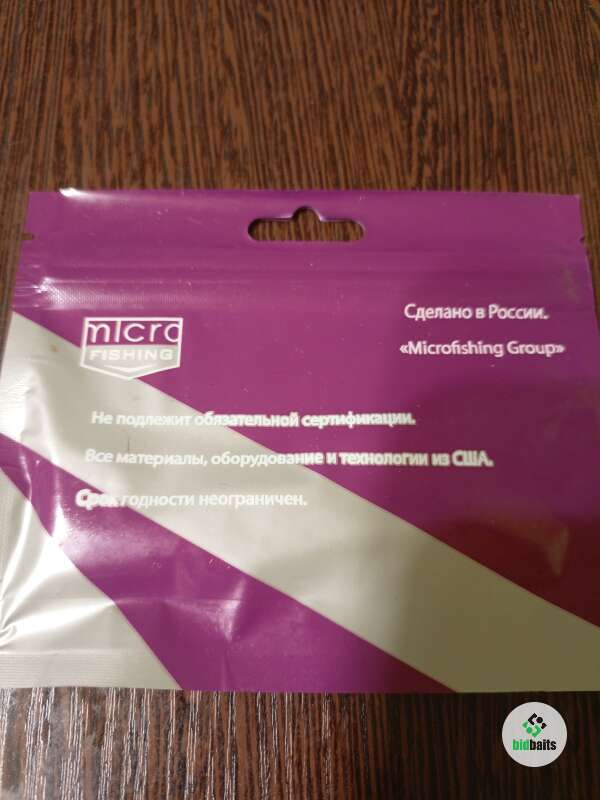 micro
FISHING
Сделано в России.
«Microfishing Group»
Не подлежит обязательной сертификации.
Все материалы, оборудование и технологии из США.
Срок годности неограничен.
bidbaits